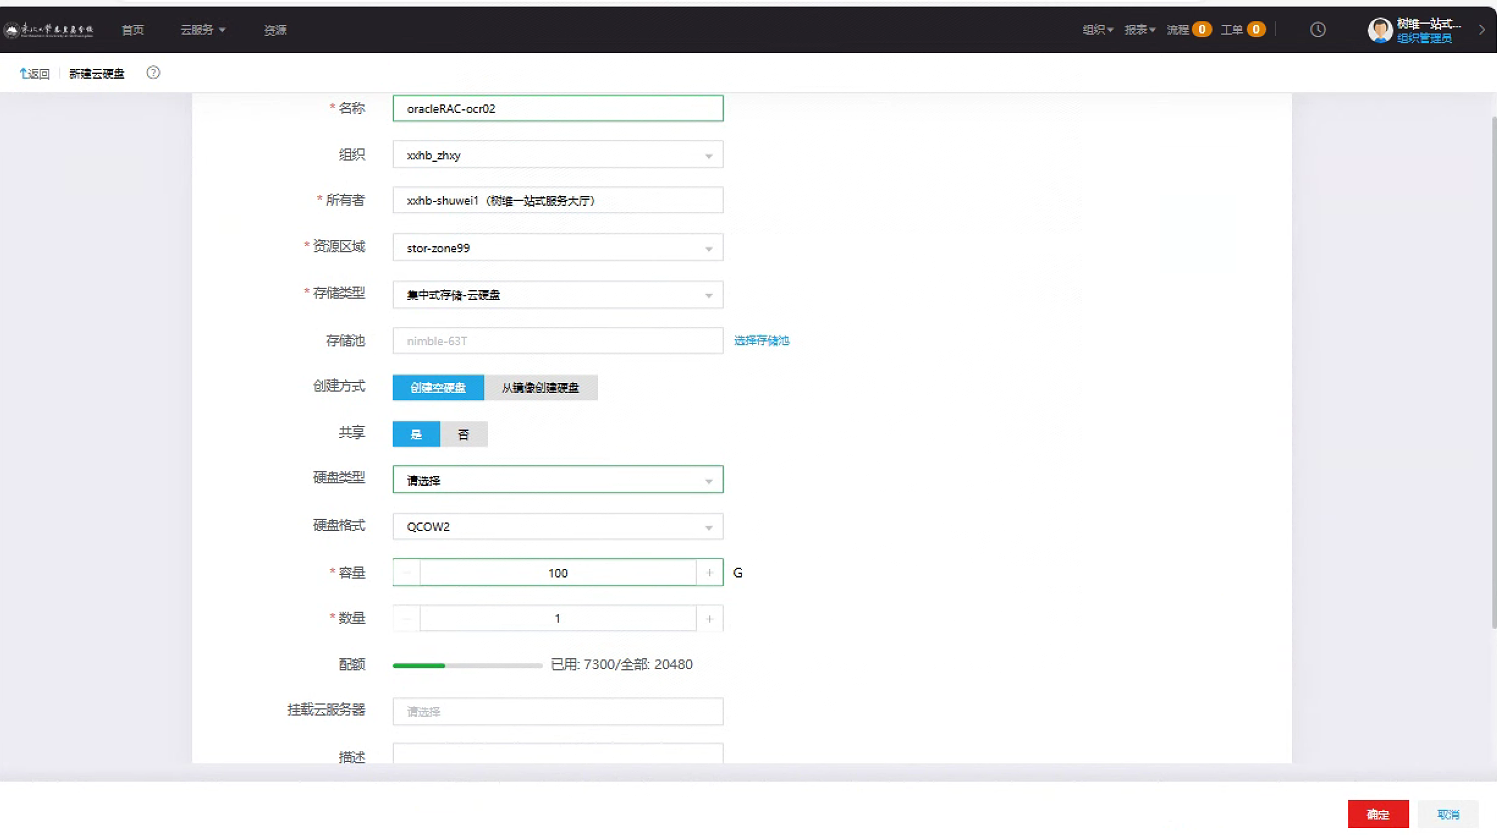 首页 云服务 资源 组织 报表 流程 0 工单 0 树维一站式...
组织管理员
返回 新建云硬盘 ?
* 名称 oracleRAC-ocr02
组织 xxhb_zhxy
* 所有者 xxhb-shuwei1（树维一站式服务大厅）
* 资源区域 stor-zone99
* 存储类型 集中式存储-云硬盘
存储池 nimble-63T 选择存储池
创建方式 创建空硬盘 从镜像创建硬盘
共享 是 否
硬盘类型 请选择
硬盘格式 QCOW2
* 容量 − 100 + G
* 数量 − 1 +
配额 已用: 7300/全部: 20480
挂载云服务器 请选择
描述
确定 取消